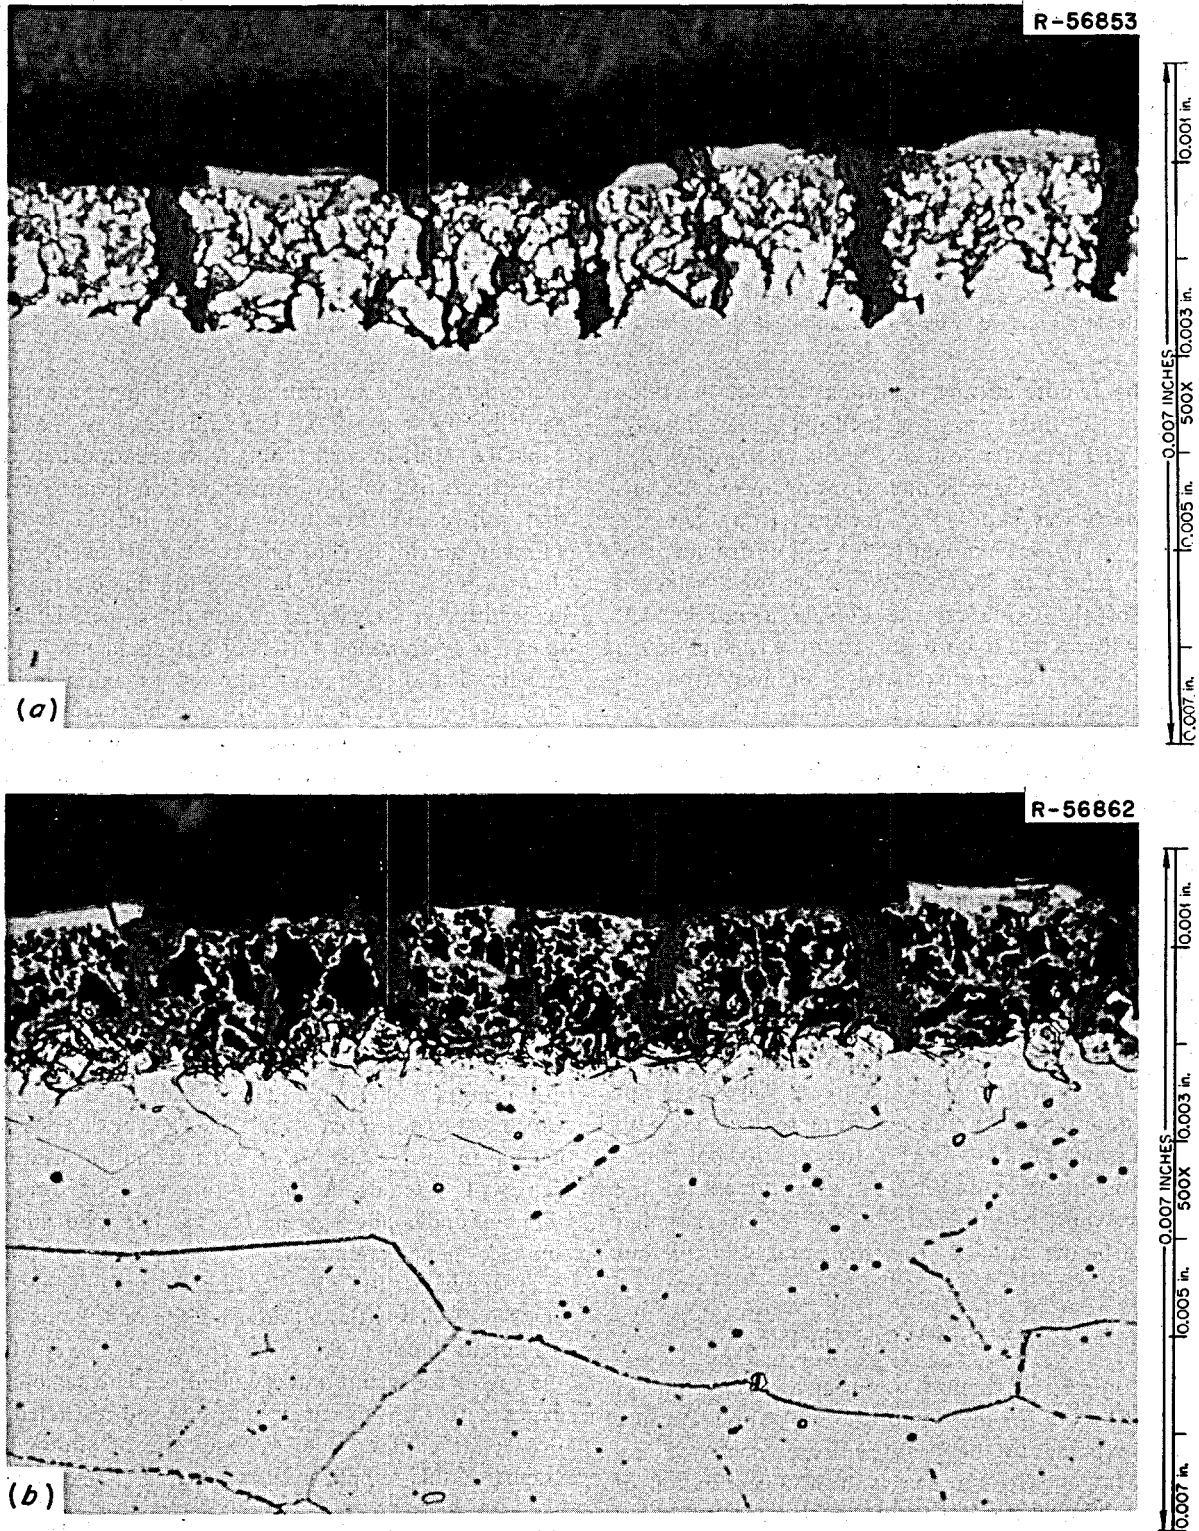 R-56853
0.001 in.
0.003 in.
0.007 INCHES
500X
0.005 in.
0.007 in.
(a)
R-56862
0.001 in.
0.003 in.
0.007 INCHES
500X
0.005 in.
0.007 in.
(b)